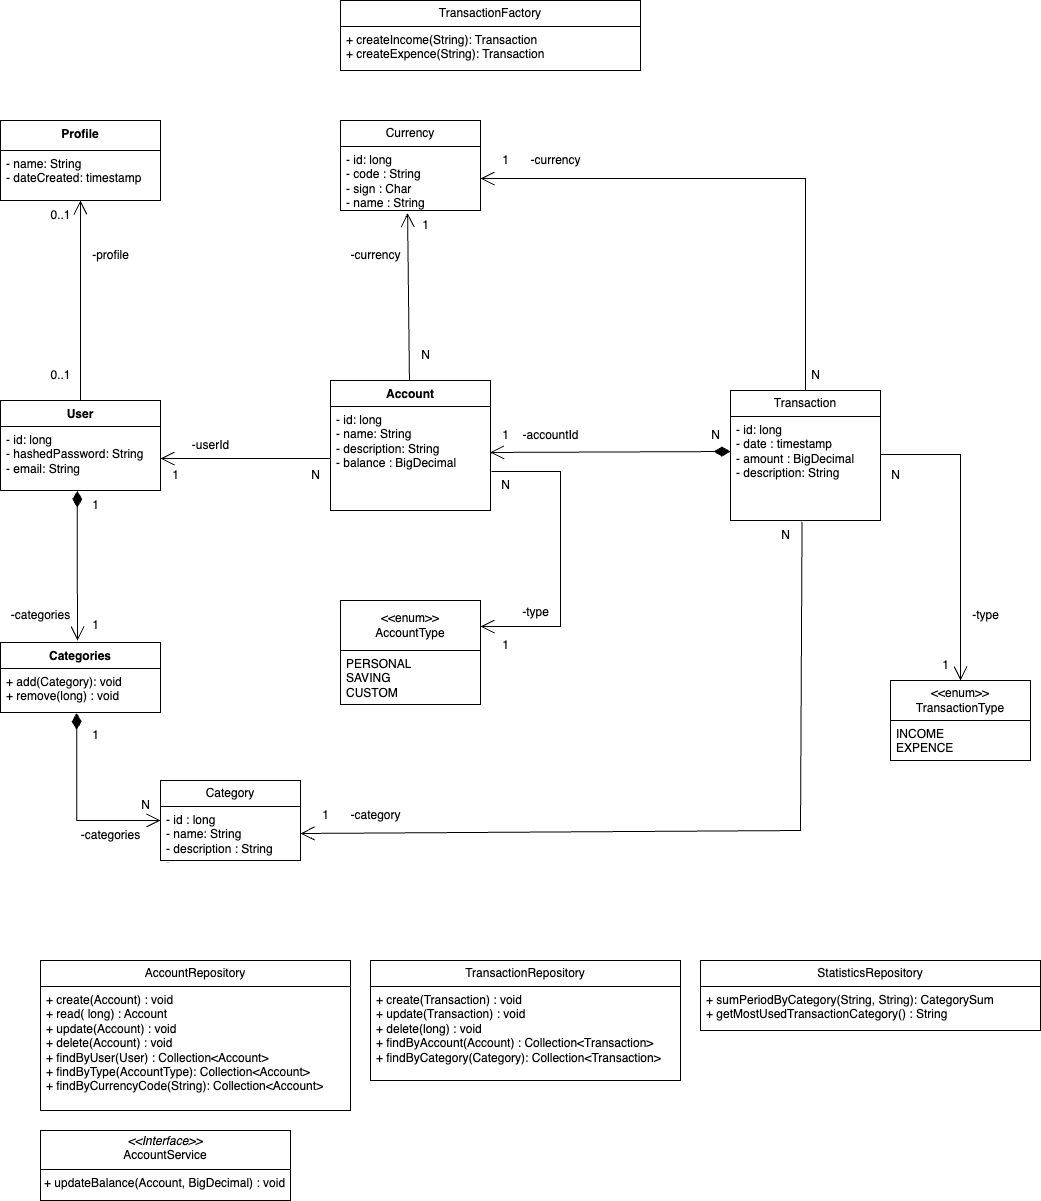 TransactionFactory
+ createIncome(String): Transaction
+ createExpence(String): Transaction
Profile
- name: String
- dateCreated: timestamp
0..1
-profile
0..1
Currency
- id: long
- code : String
- sign : Char
- name : String
1 -currency
1
-currency
N
N
User
- id: long
- hashedPassword: String
- email: String
-userId
1
N
Account
- id: long
- name: String
- description: String
- balance : BigDecimal
1 -accountId
N
Transaction
- id: long
- date : timestamp
- amount : BigDecimal
- description: String
1
N
N
N
-categories
1
-type
1
-type
1
<<enum>>
AccountType
PERSONAL
SAVING
CUSTOM
Categories
+ add(Category): void
+ remove(long) : void
1
<<enum>>
TransactionType
INCOME
EXPENCE
N
-categories
Category
- id : long
- name: String
- description : String
1 -category
AccountRepository
+ create(Account) : void
+ read( long) : Account
+ update(Account) : void
+ delete(Account) : void
+ findByUser(User) : Collection<Account>
+ findByType(AccountType): Collection<Account>
+ findByCurrencyCode(String): Collection<Account>
TransactionRepository
+ create(Transaction) : void
+ update(Transaction) : void
+ delete(long) : void
+ findByAccount(Account) : Collection<Transaction>
+ findByCategory(Category): Collection<Transaction>
StatisticsRepository
+ sumPeriodByCategory(String, String): CategorySum
+ getMostUsedTransactionCategory() : String
<<Interface>>
AccountService
+ updateBalance(Account, BigDecimal) : void